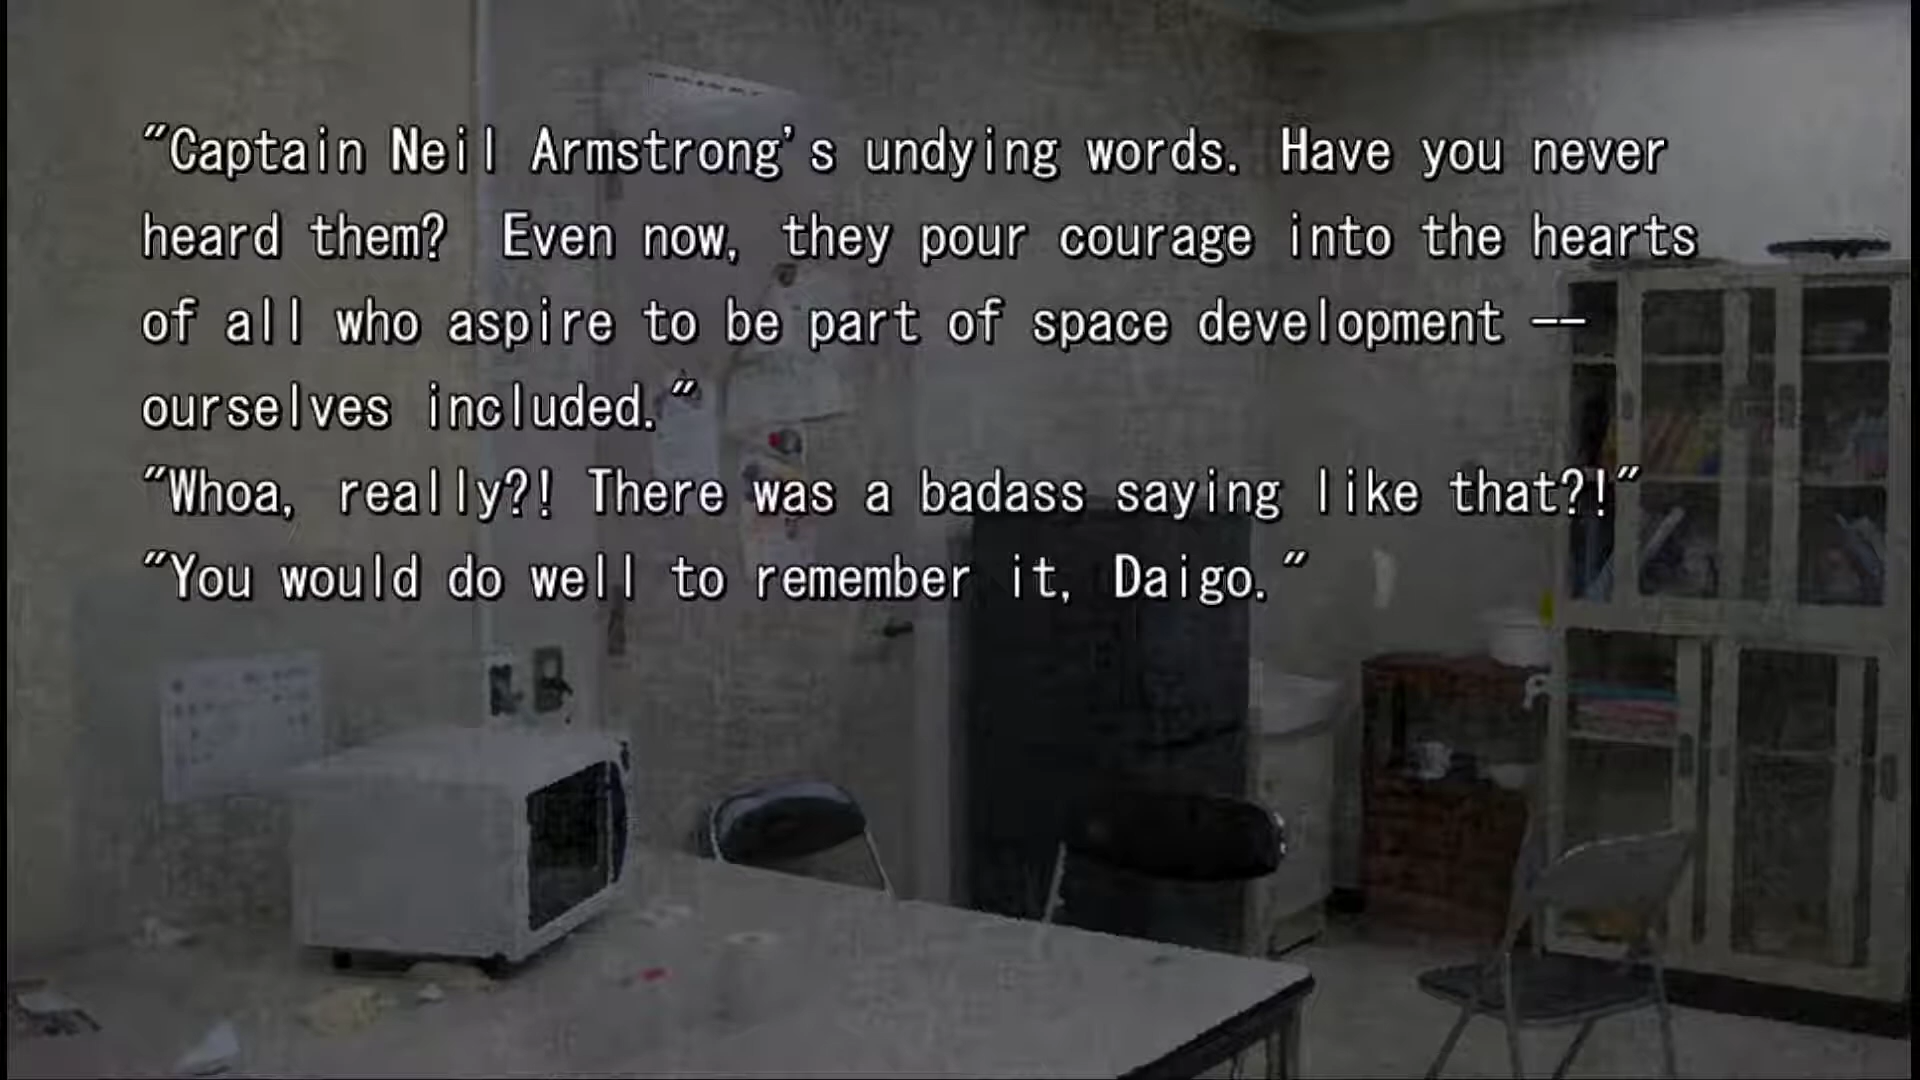 "Captain Neil Armstrong's undying words. Have you never
heard them? Even now, they pour courage into the hearts
of all who aspire to be part of space development --
ourselves included."
"Whoa, really?! There was a badass saying like that?!"
"You would do well to remember it, Daigo."